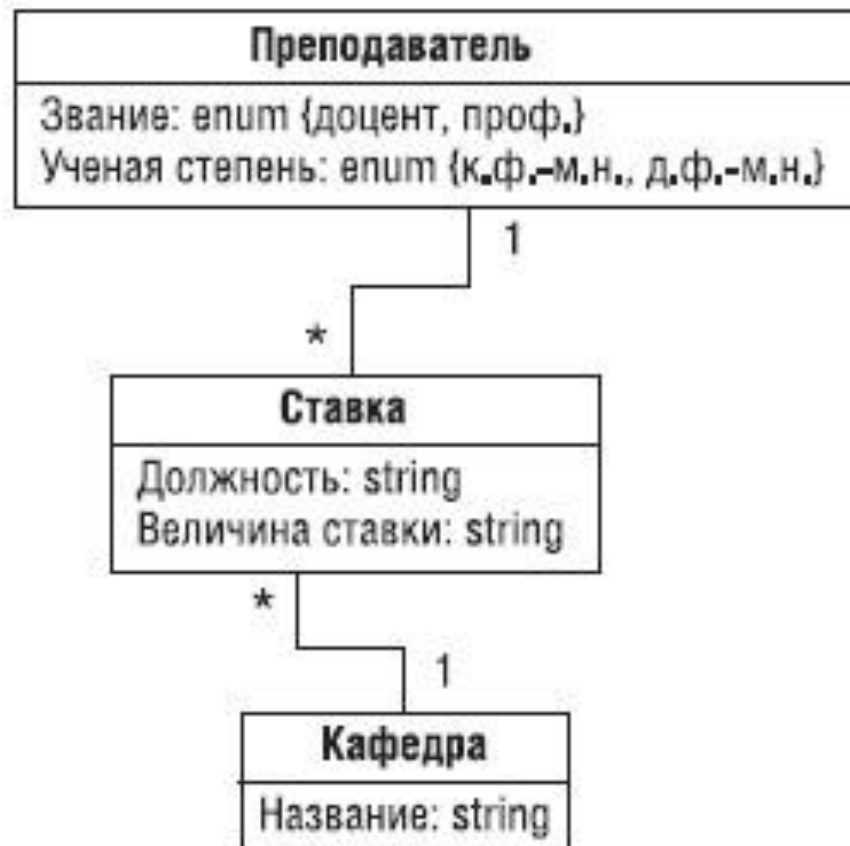 Преподаватель
Звание: enum {доцент, проф.}
Ученая степень: enum {к.ф.-м.н., д.ф.-м.н.}
1
*
Ставка
Должность: string
Величина ставки: string
*
1
Кафедра
Название: string